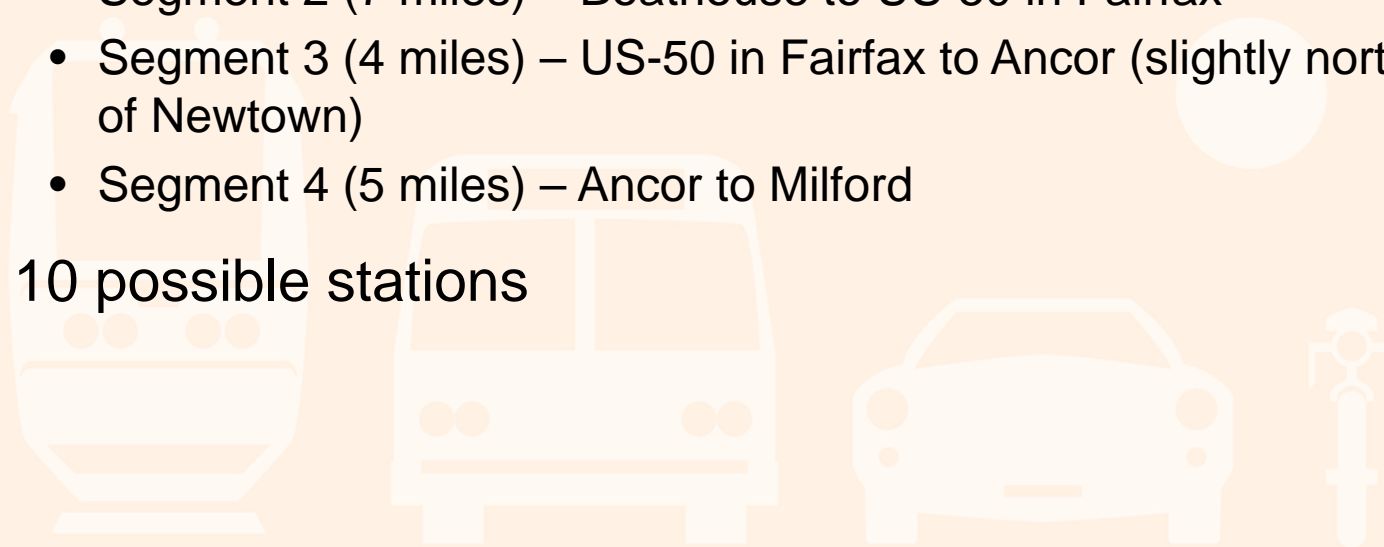 • Segment 2 (7 miles) – Boathouse to US-50 in Fairfax
• Segment 3 (4 miles) – US-50 in Fairfax to Ancor (slightly nort
of Newtown)
• Segment 4 (5 miles) – Ancor to Milford
10 possible stations